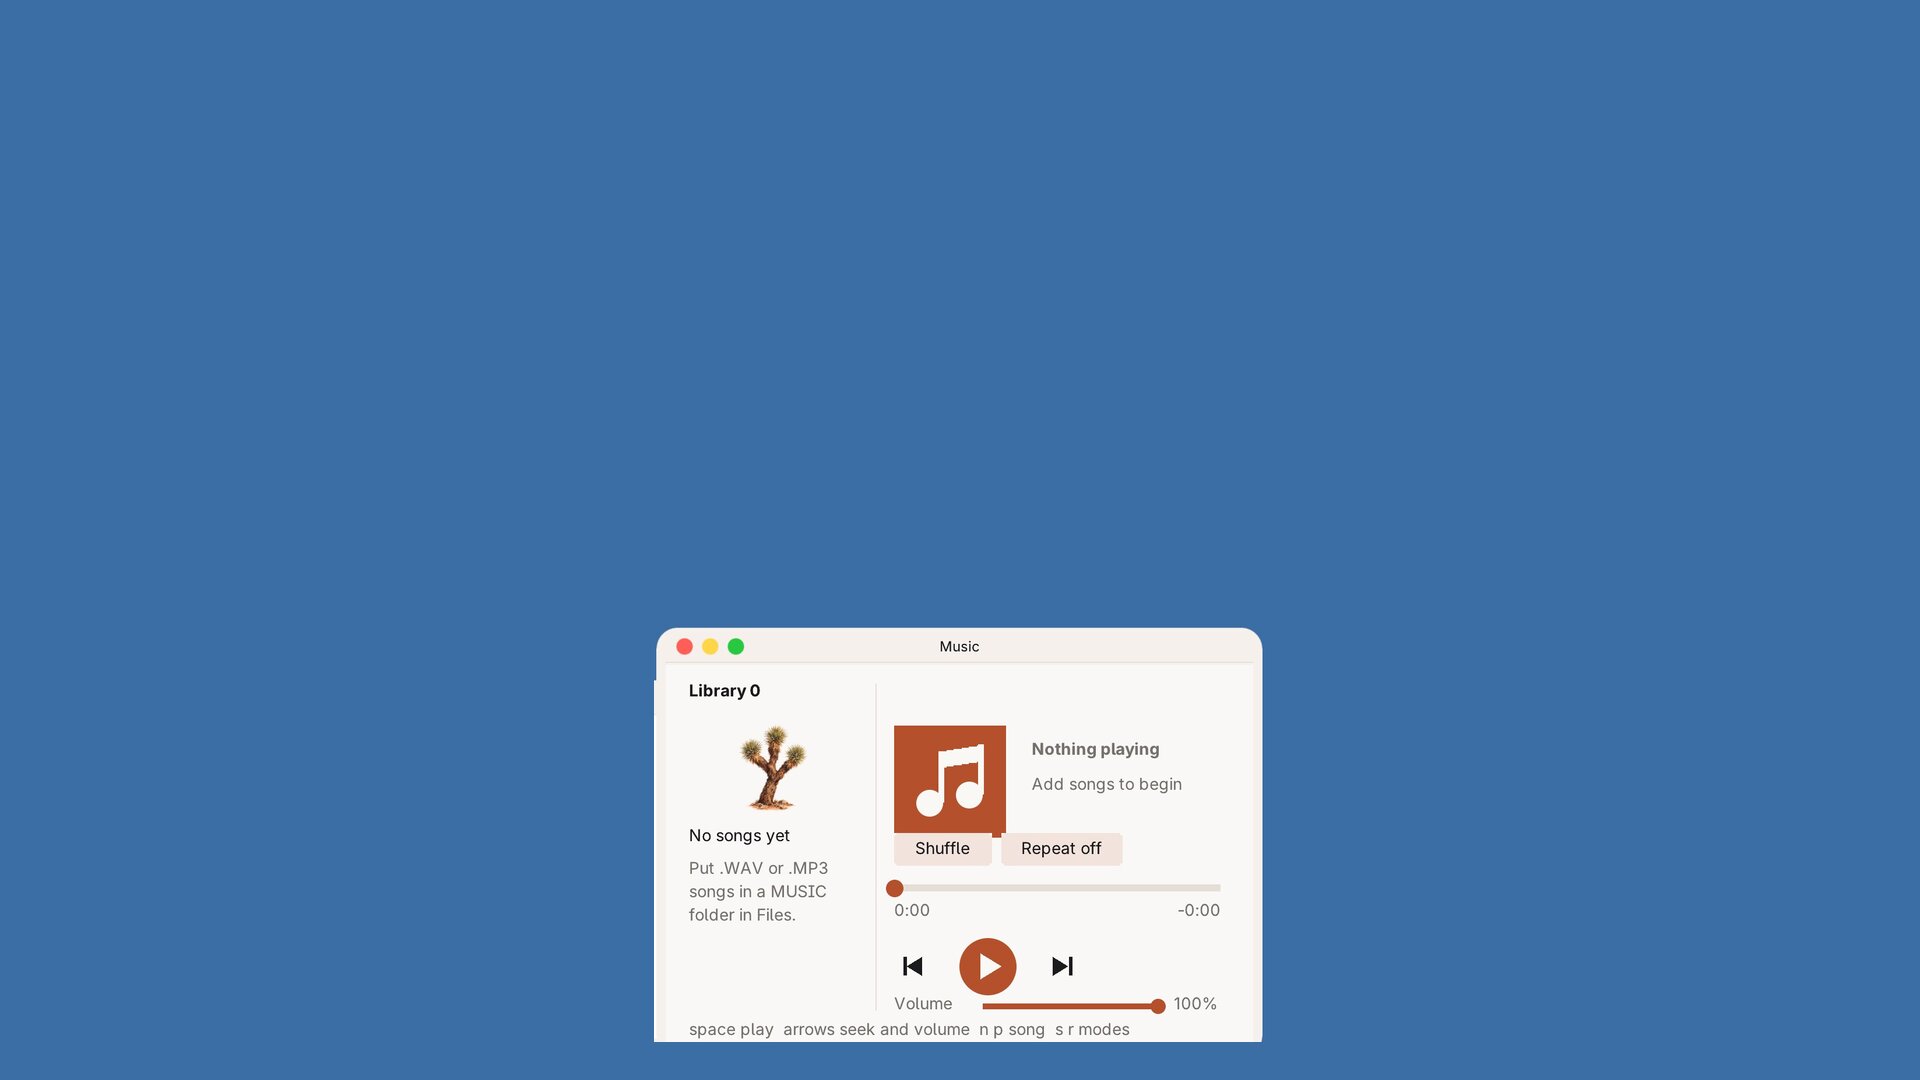 Music
Library 0
No songs yet
Put .WAV or .MP3
songs in a MUSIC
folder in Files.
Nothing playing
Add songs to begin
Shuffle
Repeat off
0:00
-0:00
Volume
100%
space play  arrows seek and volume  n p song  s r modes